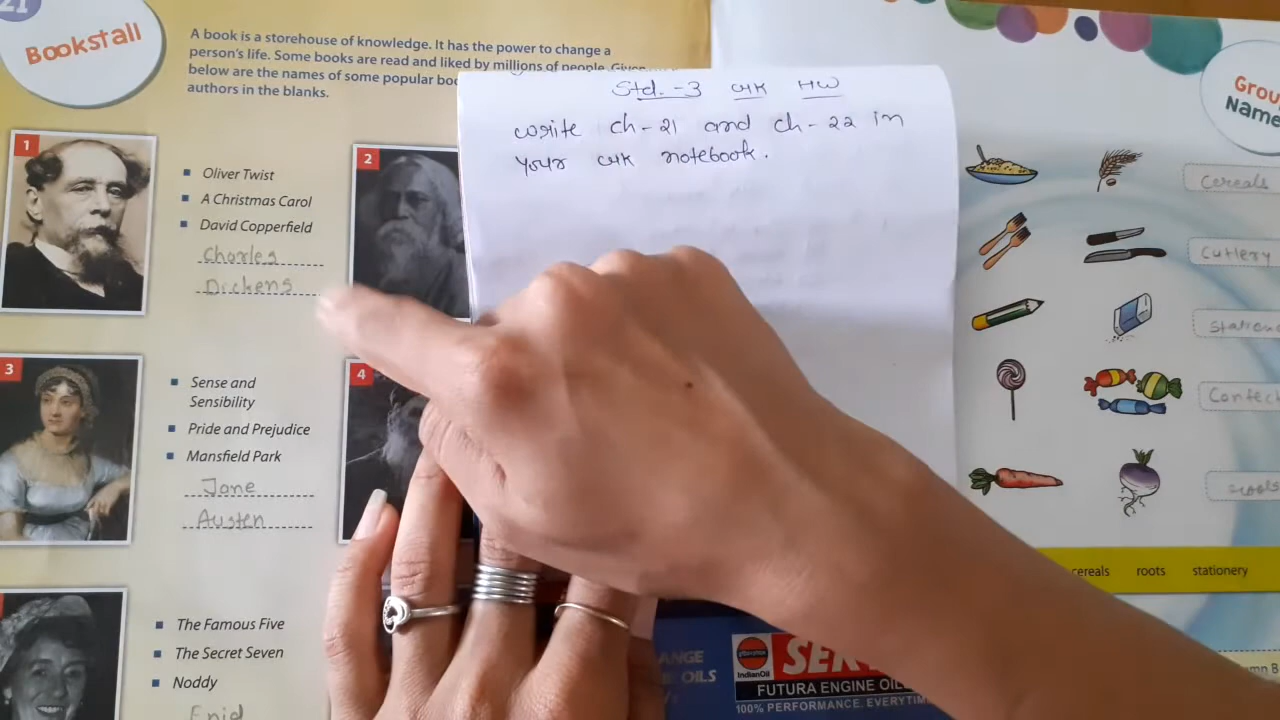 21
Bookstall
A book is a storehouse of knowledge. It has the power to change a
person's life. Some books are read and liked by millions of people. Given
below are the names of some popular
authors in the blanks.
1
Oliver Twist
A Christmas Carol
David Copperfield
Charles
Dickens
2
3
Sense and
Sensibility
Pride and Prejudice
Mansfield Park
Jane
Austen
4
The Famous Five
The Secret Seven
Noddy
Enid
Std.-3 GK HW
write ch-21 and ch-22 in
your GK notebook.
Name
Cereals
Cutlery
cereals roots stationery
IndianOil
FUTURA ENGINE
100% PERFORMANCE.